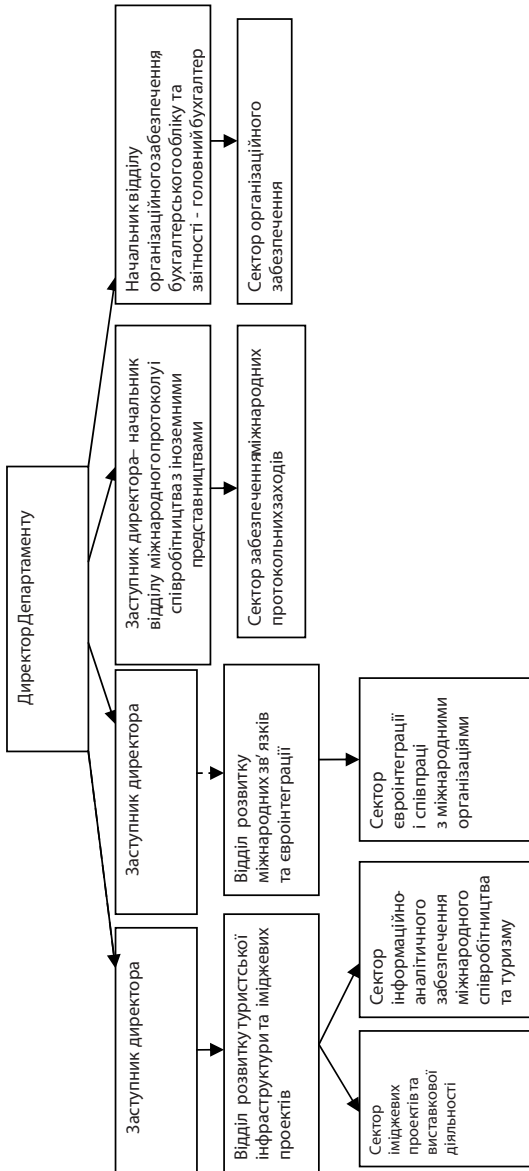 Директор Департаменту
Заступник директора
Заступник директора
Заступник директора– начальник
відділу міжнародного протоколу і
співробітництва з іноземними
представництвами
Начальник відділу
організаційного забезпечення,
бухгалтерського обліку та
звітності - головний бухгалтер
Відділ розвитку туристської
інфраструктури та іміджевих
проектів
Відділ розвитку
міжнародних зв’язків
та євроінтеграції
Сектор забезпечення міжнародних
протокольних заходів
Сектор організаційного
забезпечення
Сектор
іміджевих
проектів та
виставкової
діяльності
Сектор
інформаційно-
аналітичного
забезпечення
міжнародного
співробітництва
та туризму
Сектор
євроінтеграції
і співпраці
з міжнародними
організаціями